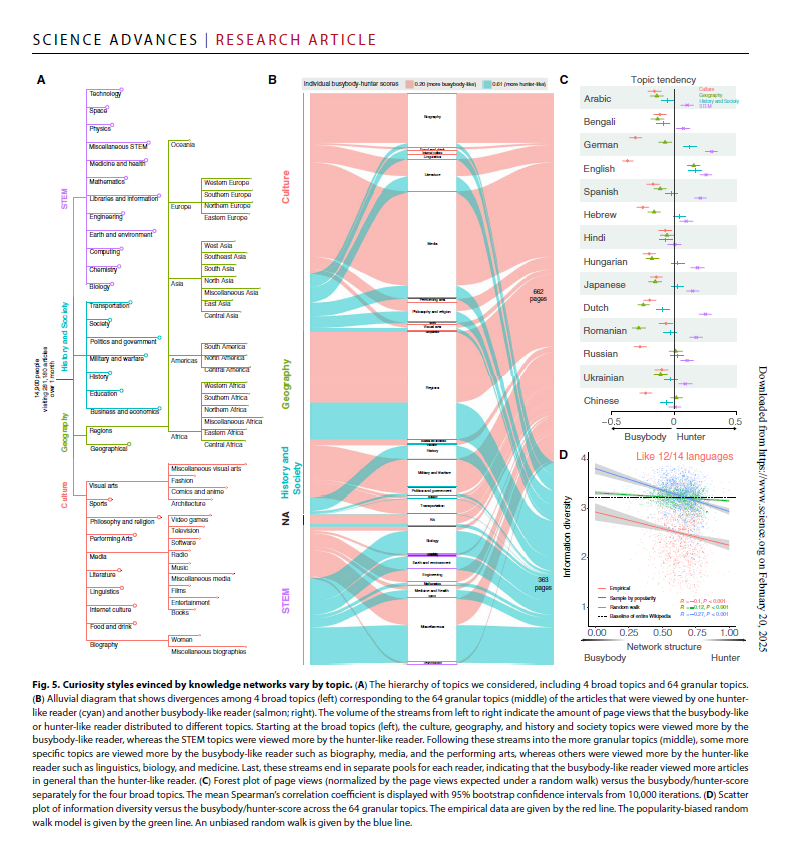 SCIENCE ADVANCES | RESEARCH ARTICLE
A
Technology
Space
Physics
Miscellaneous STEM
Medicine and health
Mathematics
Libraries and information
Engineering
Earth and environment
Computing
Chemistry
Biology
STEM
Transportation
Society
Politics and government
Military and warfare
History
Education
Business and economics
History and Society
Regions
Geographical
Geography
14,900 people
visiting 281,180 articles
over 1 month
Visual arts
Sports
Philosophy and religion
Performing Arts
Media
Literature
Linguistics
Internet culture
Food and drink
Biography
Culture
Oceania
Europe
Asia
Americas
Africa
Western Europe
Southern Europe
Northern Europe
Eastern Europe
West Asia
Southeast Asia
South Asia
North Asia
Miscellaneous Asia
East Asia
Central Asia
South America
North America
Central America
Western Africa
Southern Africa
Northern Africa
Miscellaneous Africa
Eastern Africa
Central Africa
Miscellaneous visual arts
Fashion
Comics and anime
Architecture
Video games
Television
Software
Radio
Music
Miscellaneous media
Films
Entertainment
Books
Women
Miscellaneous biographies
B
Individual busybody-hunter scores
0.20 (more busybody-like)
0.61 (more hunter-like)
Culture
Geography
History and
Society
NA
STEM
Biography
Linguistics
Literature
Media
Performing arts
Philosophy and religion
Visual arts
Regions
History
Military and Warfare
Politics and government
Transportation
NA
Biology
Earth and environment
Engineering
Mathematics
Medicine and Health
Miscellaneous
662
pages
363
pages
C
Topic tendency
Culture
Geography
History and Society
STEM
Arabic
Bengali
German
English
Spanish
Hebrew
Hindi
Hungarian
Japanese
Dutch
Romanian
Russian
Ukrainian
Chinese
−0.5 0 0.5
Busybody Hunter
D
Like 12/14 languages
Information diversity
4
3
2
1
Empirical
Sample by popularity
Random walk
Baseline of entire Wikipedia
R = −0.1, P < 0.001
R = −0.12, P < 0.001
R = −0.27, P < 0.001
0.00 0.25 0.50 0.75 1.00
Network structure
Busybody Hunter
Downloaded from https://www.science.org on February 20, 2025
Fig. 5. Curiosity styles evinced by knowledge networks vary by topic. (A) The hierarchy of topics we considered, including 4 broad topics and 64 granular topics.
(B) Alluvial diagram that shows divergences among 4 broad topics (left) corresponding to the 64 granular topics (middle) of the articles that were viewed by one hunter-
like reader (cyan) and another busybody-like reader (salmon; right). The volume of the streams from left to right indicate the amount of page views that the busybody-like
or hunter-like reader distributed to different topics. Starting at the broad topics (left), the culture, geography, and history and society topics were viewed more by the
busybody-like reader, whereas the STEM topics were viewed more by the hunter-like reader. Following these streams into the more granular topics (middle), some more
specific topics are viewed more by the busybody-like reader such as biography, media, and the performing arts, whereas others were viewed more by the hunter-like
reader such as linguistics, biology, and medicine. Last, these streams end in separate pools for each reader, indicating that the busybody-like reader viewed more articles
in general than the hunter-like reader. (C) Forest plot of page views (normalized by the page views expected under a random walk) versus the busybody/hunter-score
separately for the four broad topics. The mean Spearman's correlation coefficient is displayed with 95% bootstrap confidence intervals from 10,000 iterations. (D) Scatter
plot of information diversity versus the busybody/hunter-score across the 64 granular topics. The empirical data are given by the red line. The popularity-biased random
walk model is given by the green line. An unbiased random walk is given by the blue line.